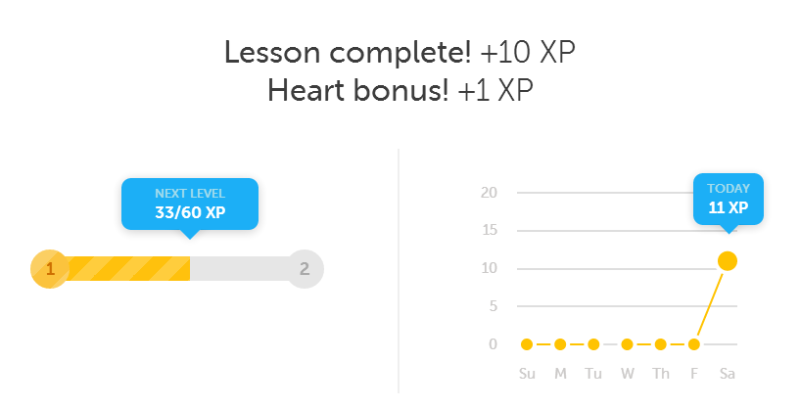 Lesson complete! +10 XP
Heart bonus! +1 XP
NEXT LEVEL
33/60 XP
1
2
TODAY
11 XP
20
15
10
5
0
Su M Tu W Th F Sa